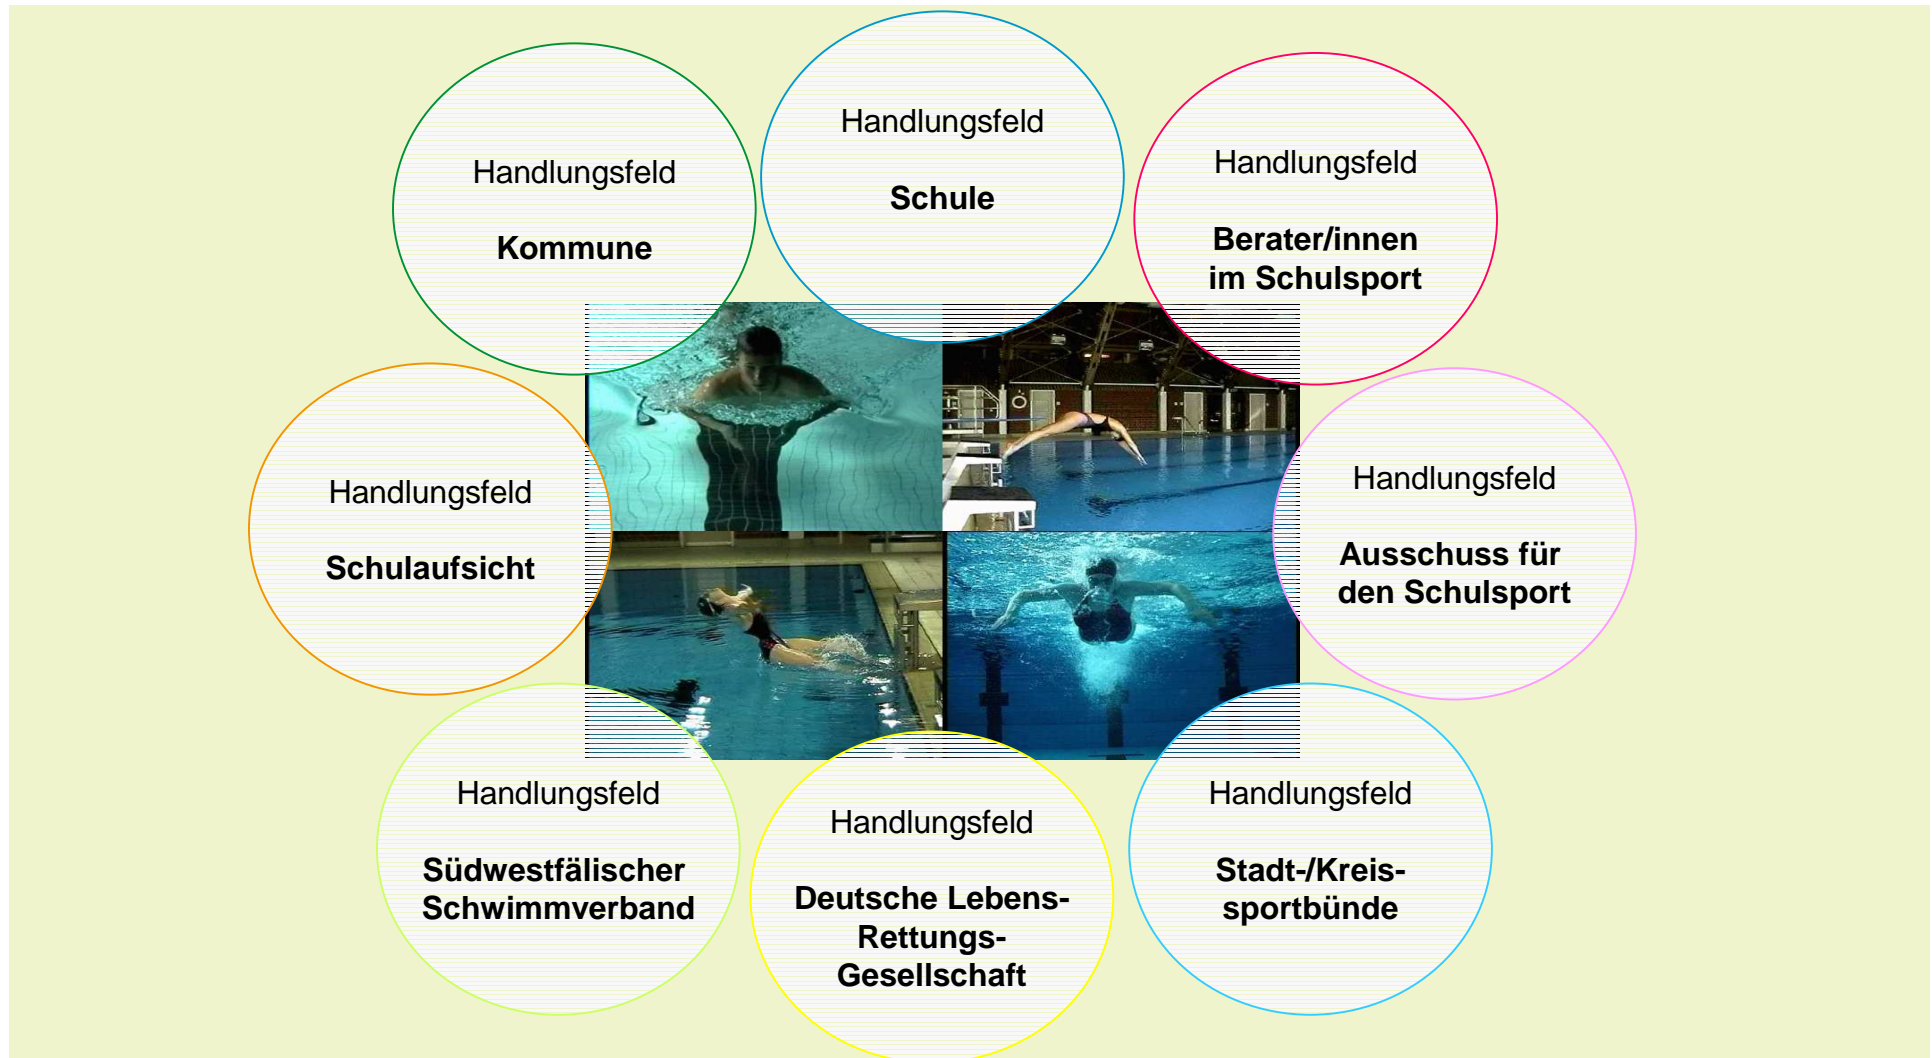 Handlungsfeld
Kommune
Handlungsfeld
Schule
Handlungsfeld
Berater/innen
im Schulsport
Handlungsfeld
Schulaufsicht
Handlungsfeld
Ausschuss für
den Schulsport
Handlungsfeld
Südwestfälischer
Schwimmverband
Handlungsfeld
Deutsche Lebens-
Rettungs-
Gesellschaft
Handlungsfeld
Stadt-/Kreis-
sportbünde